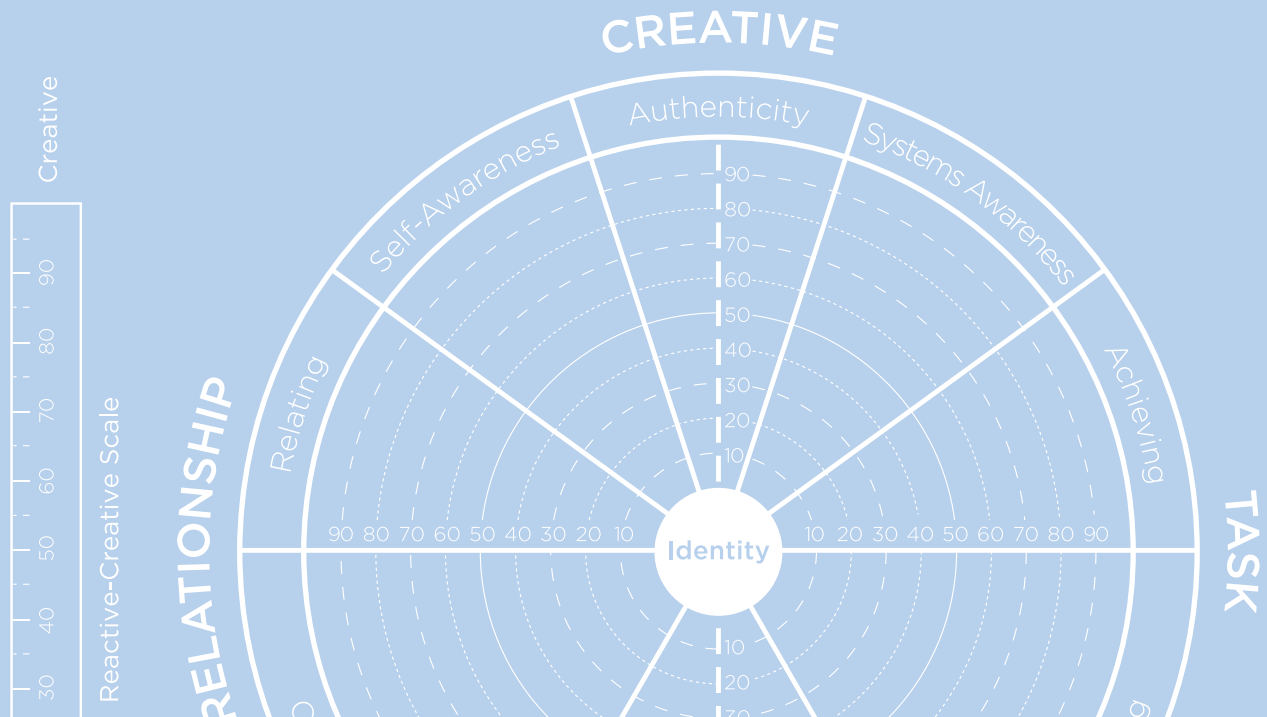 CREATIVE
Creative
Authenticity
Self-Awareness
Systems Awareness
Relating
Achieving
RELATIONSHIP
TASK
Reactive-Creative Scale
90
80
70
60
50
40
30
90
80
70
60
50
40
30
20
10
90 80 70 60 50 40 30 20 10
Identity
10 20 30 40 50 60 70 80 90
10
20
30
g